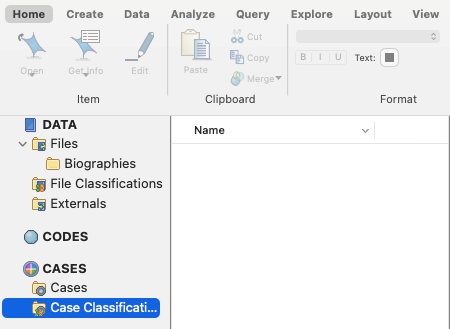 Home Create Data Analyze Query Explore Layout View
Open Get Info Edit Paste Cut Copy Merge B I U Text:
Item Clipboard Format
DATA
Files
Biographies
File Classifications
Externals
CODES
CASES
Cases
Case Classificati...
Name